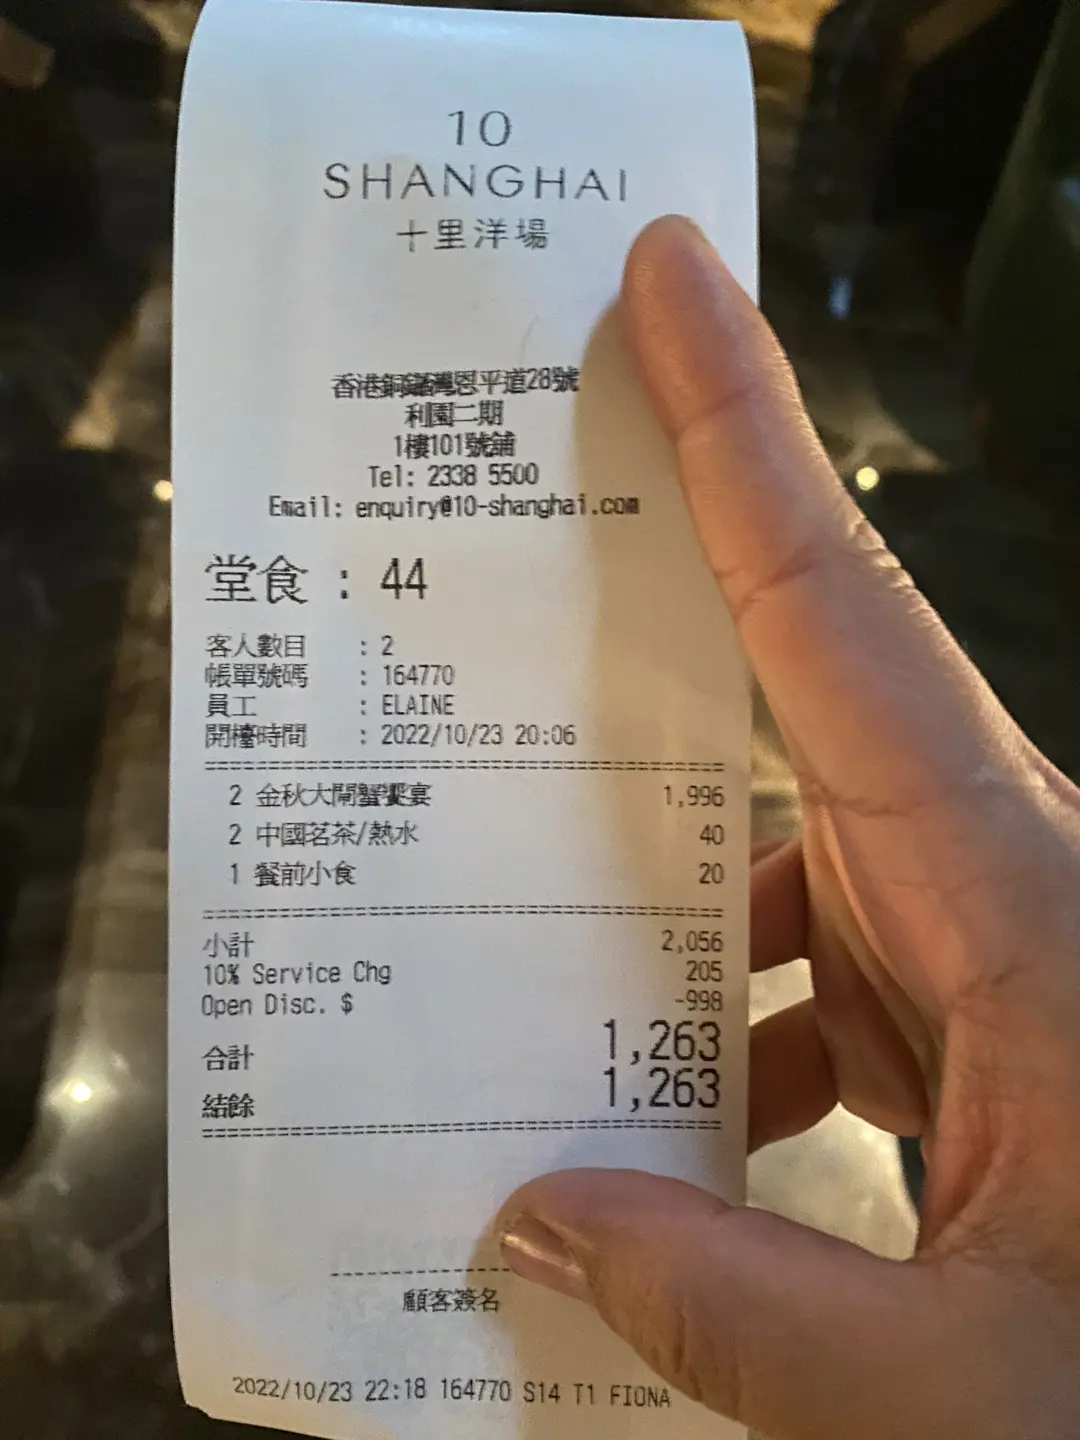 10
SHANGHAI
十里洋場
香港銅鑼灣恩平道28號
利園二期
1樓101號舖
Tel: 2338 5500
Email: enquiry@10-shanghai.com
堂食 : 44
客人數目 : 2
帳單號碼 : 164770
員工 : ELAINE
開檯時間 : 2022/10/23 20:06
2 金秋大閘蟹饗宴 1,996
2 中國茗茶/熱水 40
1 餐前小食 20
小計 2,056
10% Service Chg 205
Open Disc. $ -998
合計 1,263
結餘 1,263
顧客簽名
2022/10/23 22:18 164770 S14 T1 FIONA